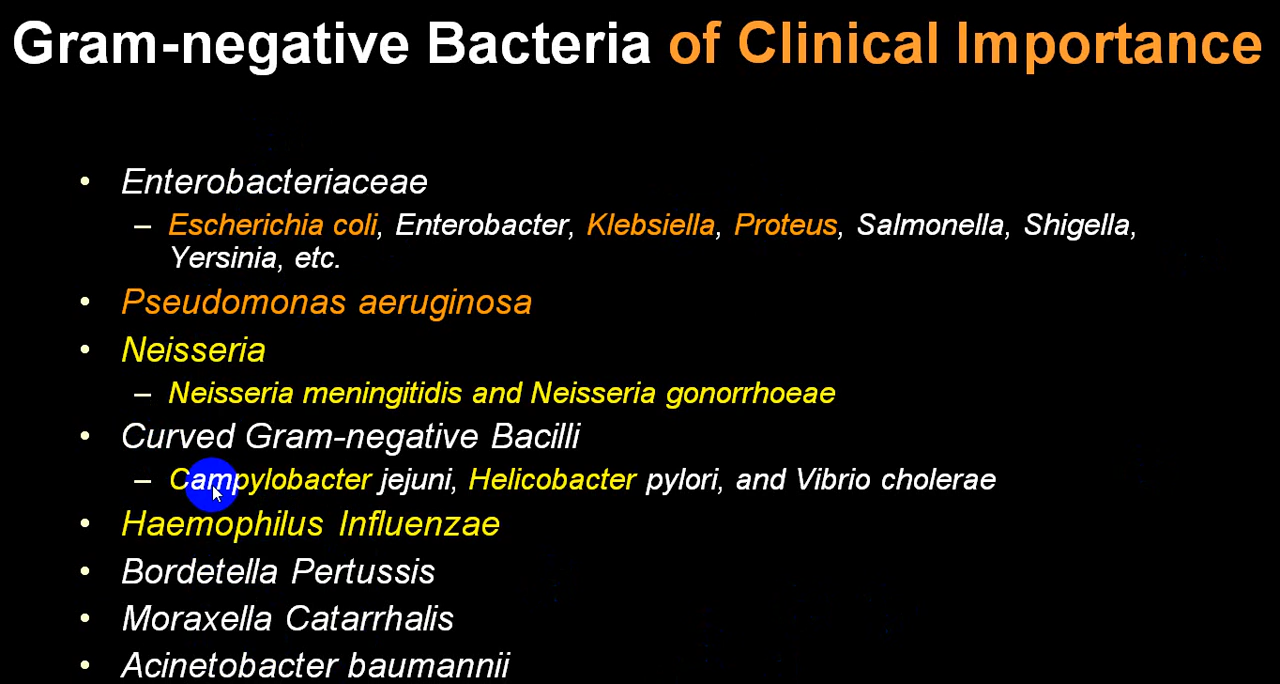 Gram-negative Bacteria of Clinical Importance
• Enterobacteriaceae
– Escherichia coli, Enterobacter, Klebsiella, Proteus, Salmonella, Shigella,
Yersinia, etc.
• Pseudomonas aeruginosa
• Neisseria
– Neisseria meningitidis and Neisseria gonorrhoeae
• Curved Gram-negative Bacilli
– Campylobacter jejuni, Helicobacter pylori, and Vibrio cholerae
• Haemophilus Influenzae
• Bordetella Pertussis
• Moraxella Catarrhalis
• Acinetobacter baumannii